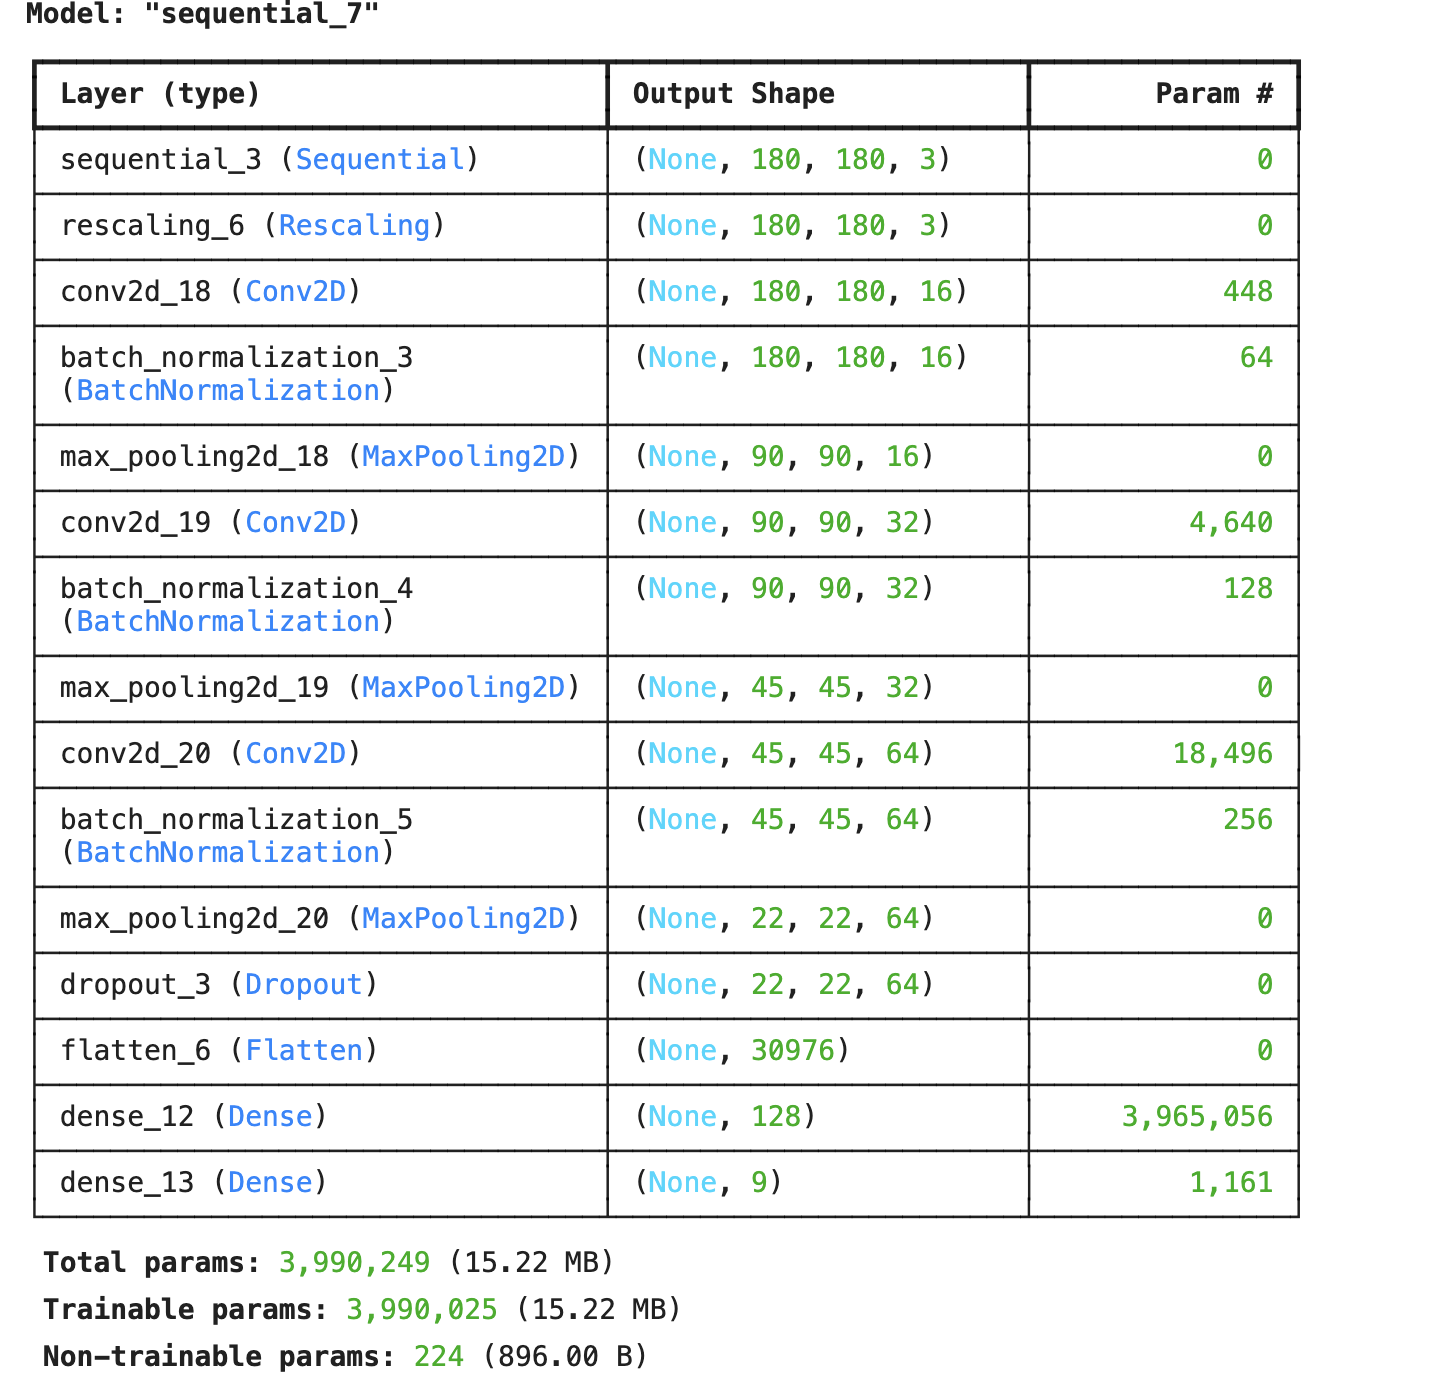 Model: "sequential_7"
Layer (type) Output Shape Param #
sequential_3 (Sequential) (None, 180, 180, 3) 0
rescaling_6 (Rescaling) (None, 180, 180, 3) 0
conv2d_18 (Conv2D) (None, 180, 180, 16) 448
batch_normalization_3 (None, 180, 180, 16) 64
(BatchNormalization)
max_pooling2d_18 (MaxPooling2D) (None, 90, 90, 16) 0
conv2d_19 (Conv2D) (None, 90, 90, 32) 4,640
batch_normalization_4 (None, 90, 90, 32) 128
(BatchNormalization)
max_pooling2d_19 (MaxPooling2D) (None, 45, 45, 32) 0
conv2d_20 (Conv2D) (None, 45, 45, 64) 18,496
batch_normalization_5 (None, 45, 45, 64) 256
(BatchNormalization)
max_pooling2d_20 (MaxPooling2D) (None, 22, 22, 64) 0
dropout_3 (Dropout) (None, 22, 22, 64) 0
flatten_6 (Flatten) (None, 30976) 0
dense_12 (Dense) (None, 128) 3,965,056
dense_13 (Dense) (None, 9) 1,161
Total params: 3,990,249 (15.22 MB)
Trainable params: 3,990,025 (15.22 MB)
Non-trainable params: 224 (896.00 B)